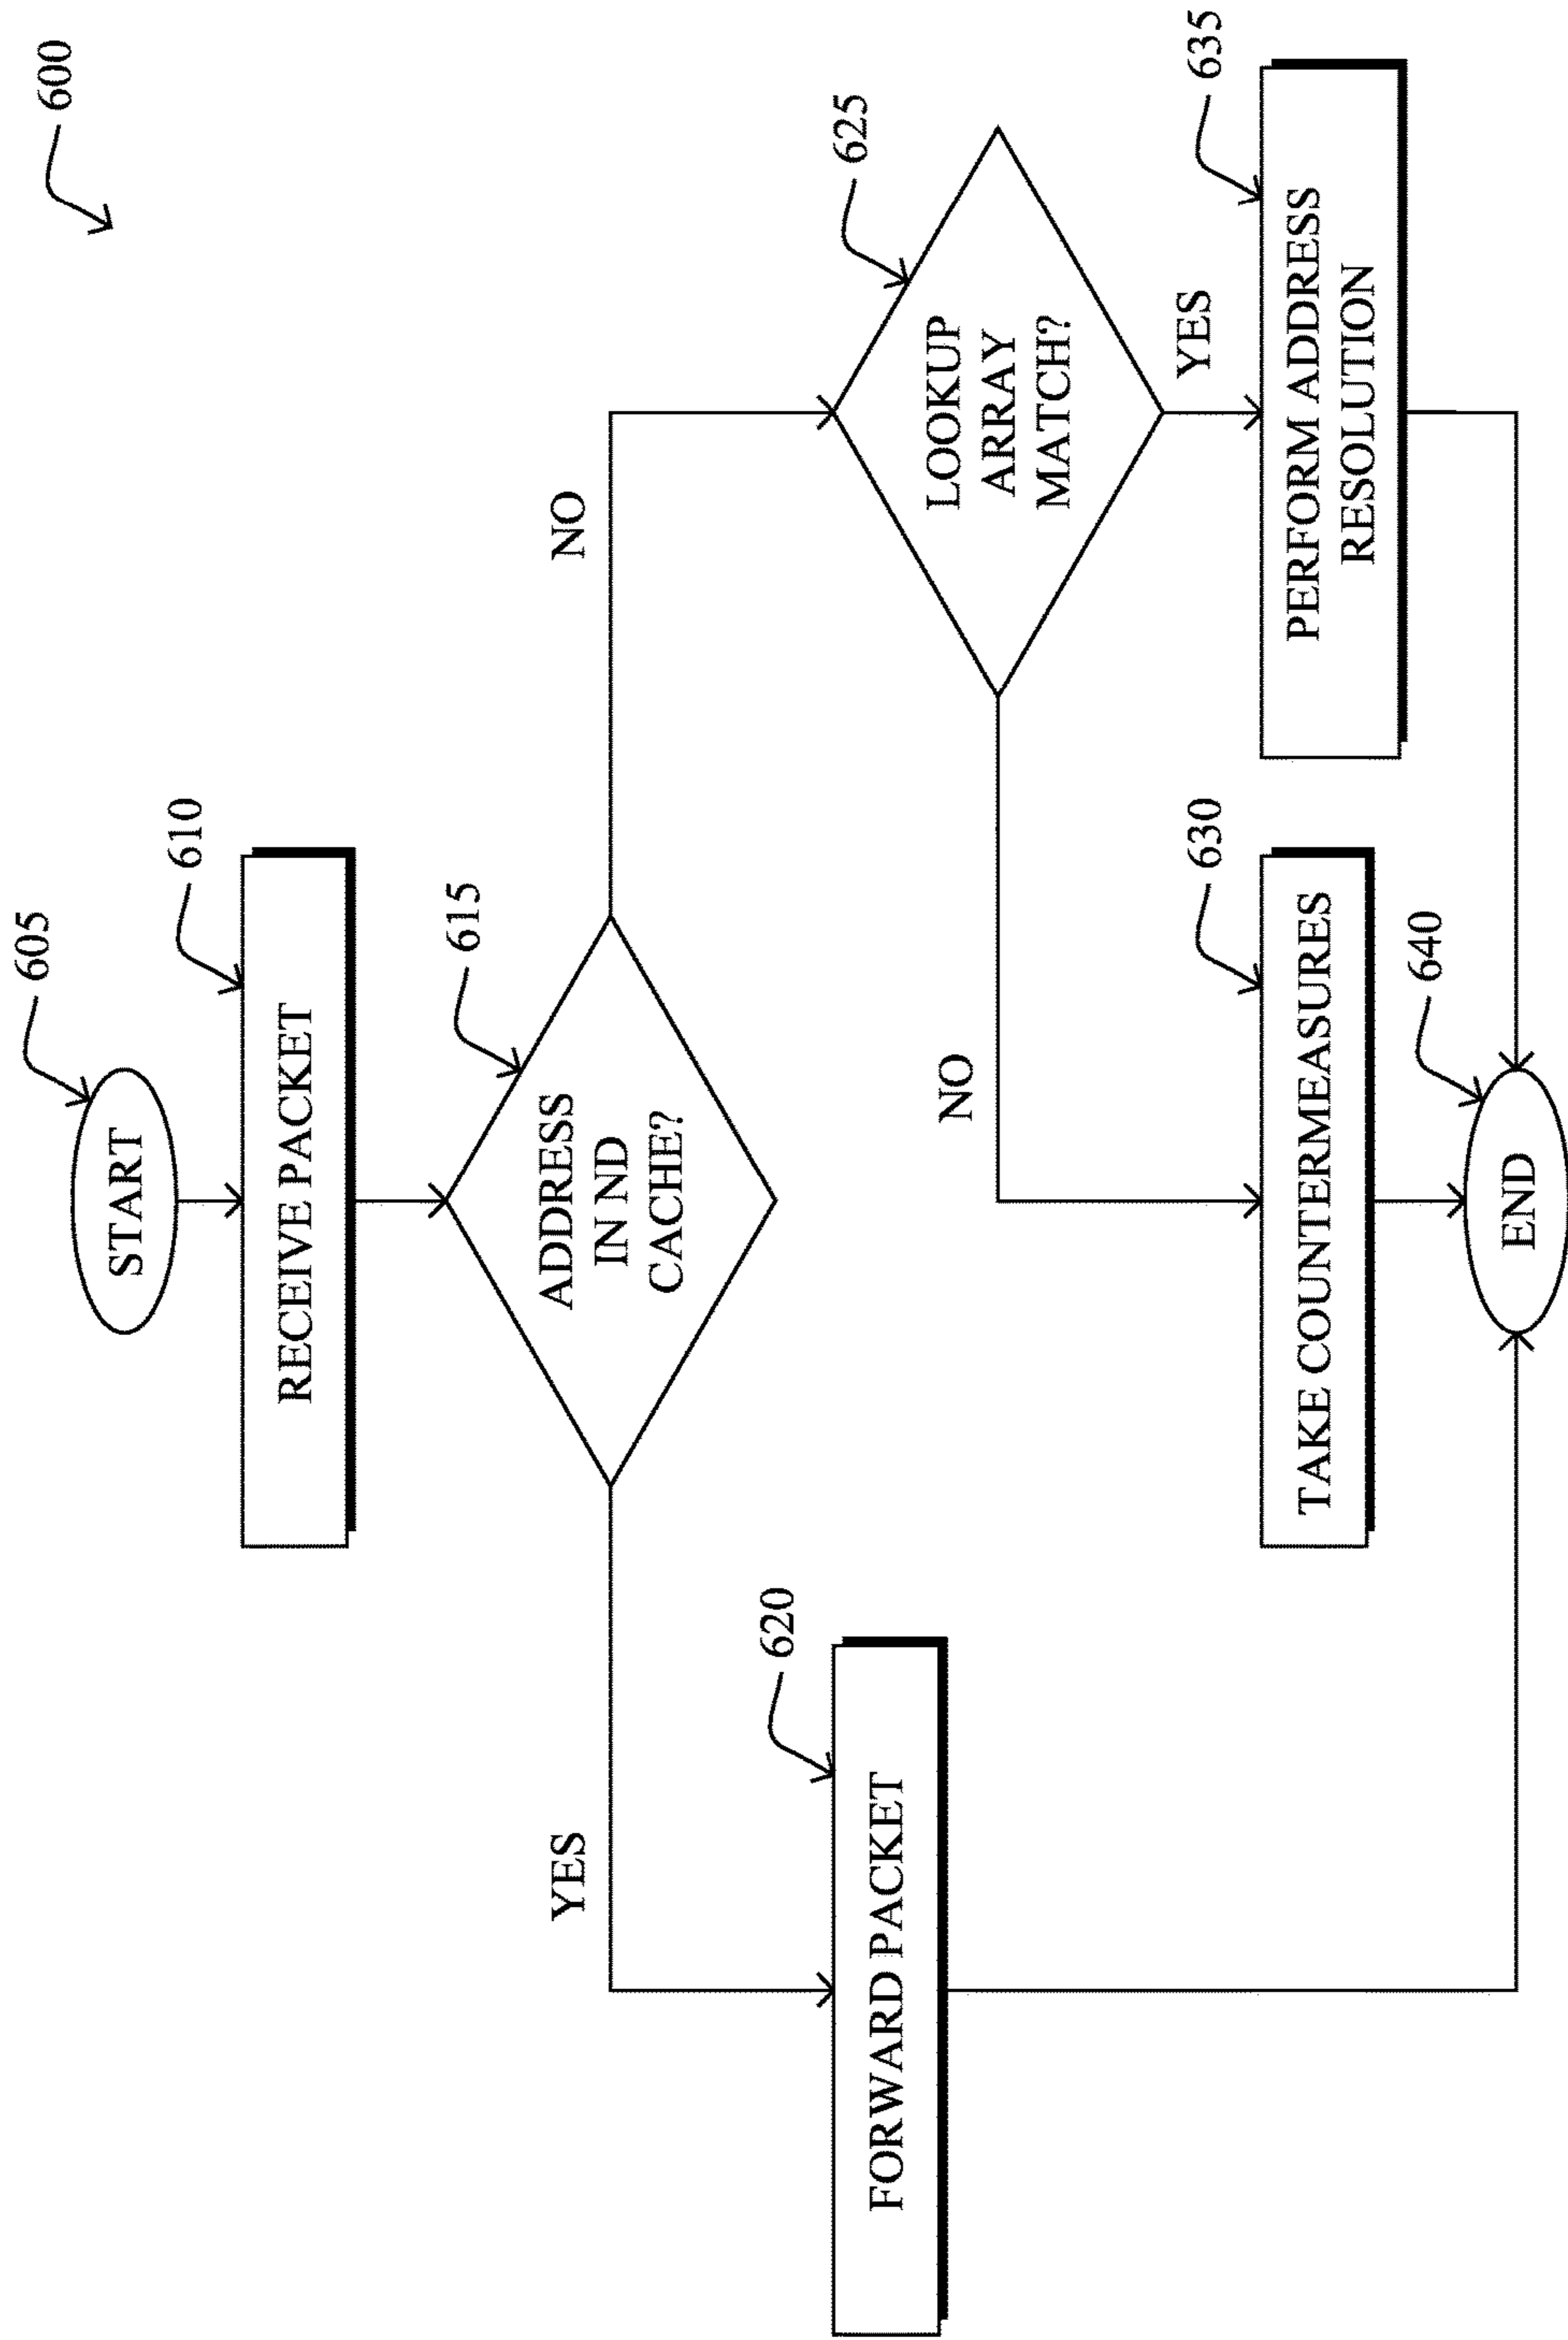 600
605
START
610
RECEIVE PACKET
615
ADDRESS
IN ND
CACHE?
YES
NO
620
FORWARD PACKET
625
LOOKUP
ARRAY
MATCH?
NO
YES
630
TAKE COUNTERMEASURES
635
PERFORM ADDRESS
RESOLUTION
640
END